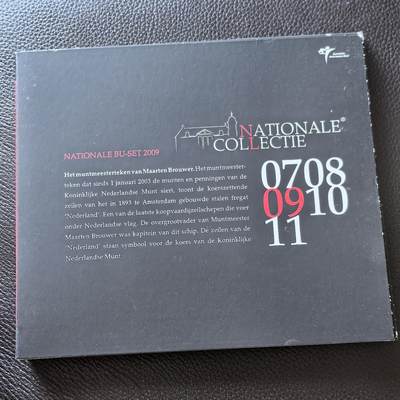 NATIONALE®
COLLECTIE
NATIONALE BU-SET 2009
Het muntmeesterteken van Maarten Brouwer. Het muntmeester-
teken dat sinds 1 januari 2003 de munten en penningen van de
Koninklijke Nederlandse Munt siert, toont de koerszettende
zeilen van het in 1893 te Amsterdam gebouwde stalen fregat
'Nederland'. Een van de laatste koopvaardijzeilschepen die voer
onder Nederlandse vlag. De overgrootvader van Muntmeester
Maarten Brouwer was kapitein van dit schip. De zeilen van de
'Nederland' staan symbool voor de koers van de Koninklijke
Nederlandse Munt.
0708
0910
11